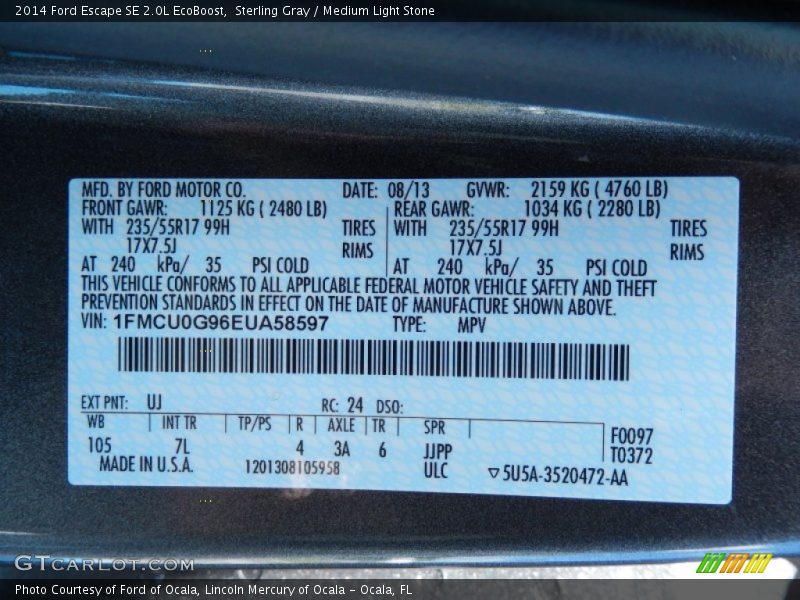 2014 Ford Escape SE 2.0L EcoBoost, Sterling Gray / Medium Light Stone
MFD. BY FORD MOTOR CO. DATE: 08/13 GVWR: 2159 KG ( 4760 LB)
FRONT GAWR: 1125 KG ( 2480 LB) REAR GAWR: 1034 KG ( 2280 LB)
WITH 235/55R17 99H TIRES WITH 235/55R17 99H TIRES
17X7.5J RIMS 17X7.5J RIMS
AT 240 kPa/ 35 PSI COLD AT 240 kPa/ 35 PSI COLD
THIS VEHICLE CONFORMS TO ALL APPLICABLE FEDERAL MOTOR VEHICLE SAFETY AND THEFT
PREVENTION STANDARDS IN EFFECT ON THE DATE OF MANUFACTURE SHOWN ABOVE.
VIN: 1FMCU0G96EUA58597 TYPE: MPV
EXT PNT: UJ RC: 24 DSO:
WB INT TR TP/PS R AXLE TR SPR F0097
105 7L 4 3A 6 JJPP T0372
MADE IN U.S.A. 1201308105958 ULC 5U5A-3520472-AA
GTCarLot.com
Photo Courtesy of Ford of Ocala, Lincoln Mercury of Ocala - Ocala, FL